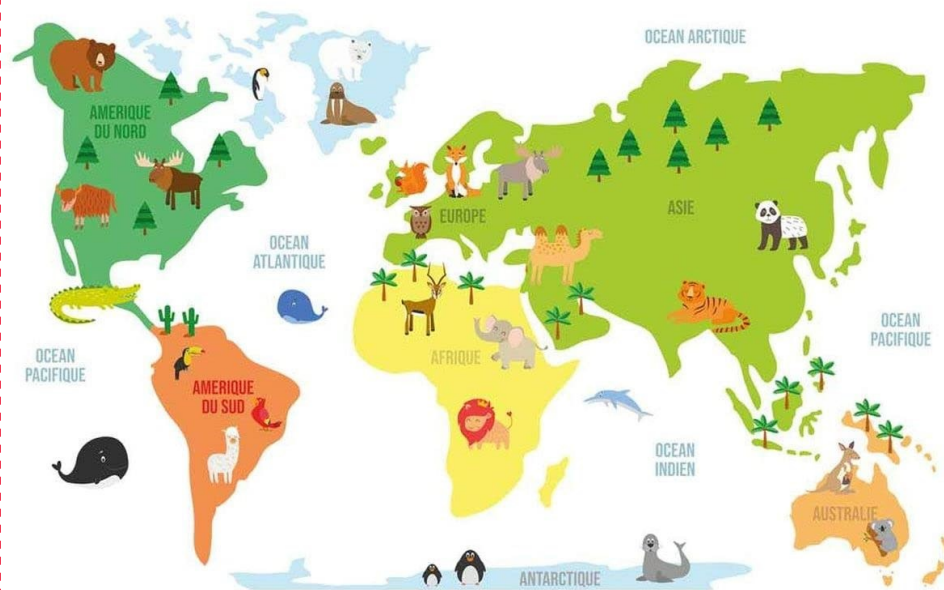 OCEAN ARCTIQUE
AMERIQUE
DU NORD
ASIE
EUROPE
OCEAN
ATLANTIQUE
OCEAN
PACIFIQUE
OCEAN
PACIFIQUE
AFRIQUE
AMERIQUE
DU SUD
OCEAN
INDIEN
AUSTRALIE
ANTARCTIQUE